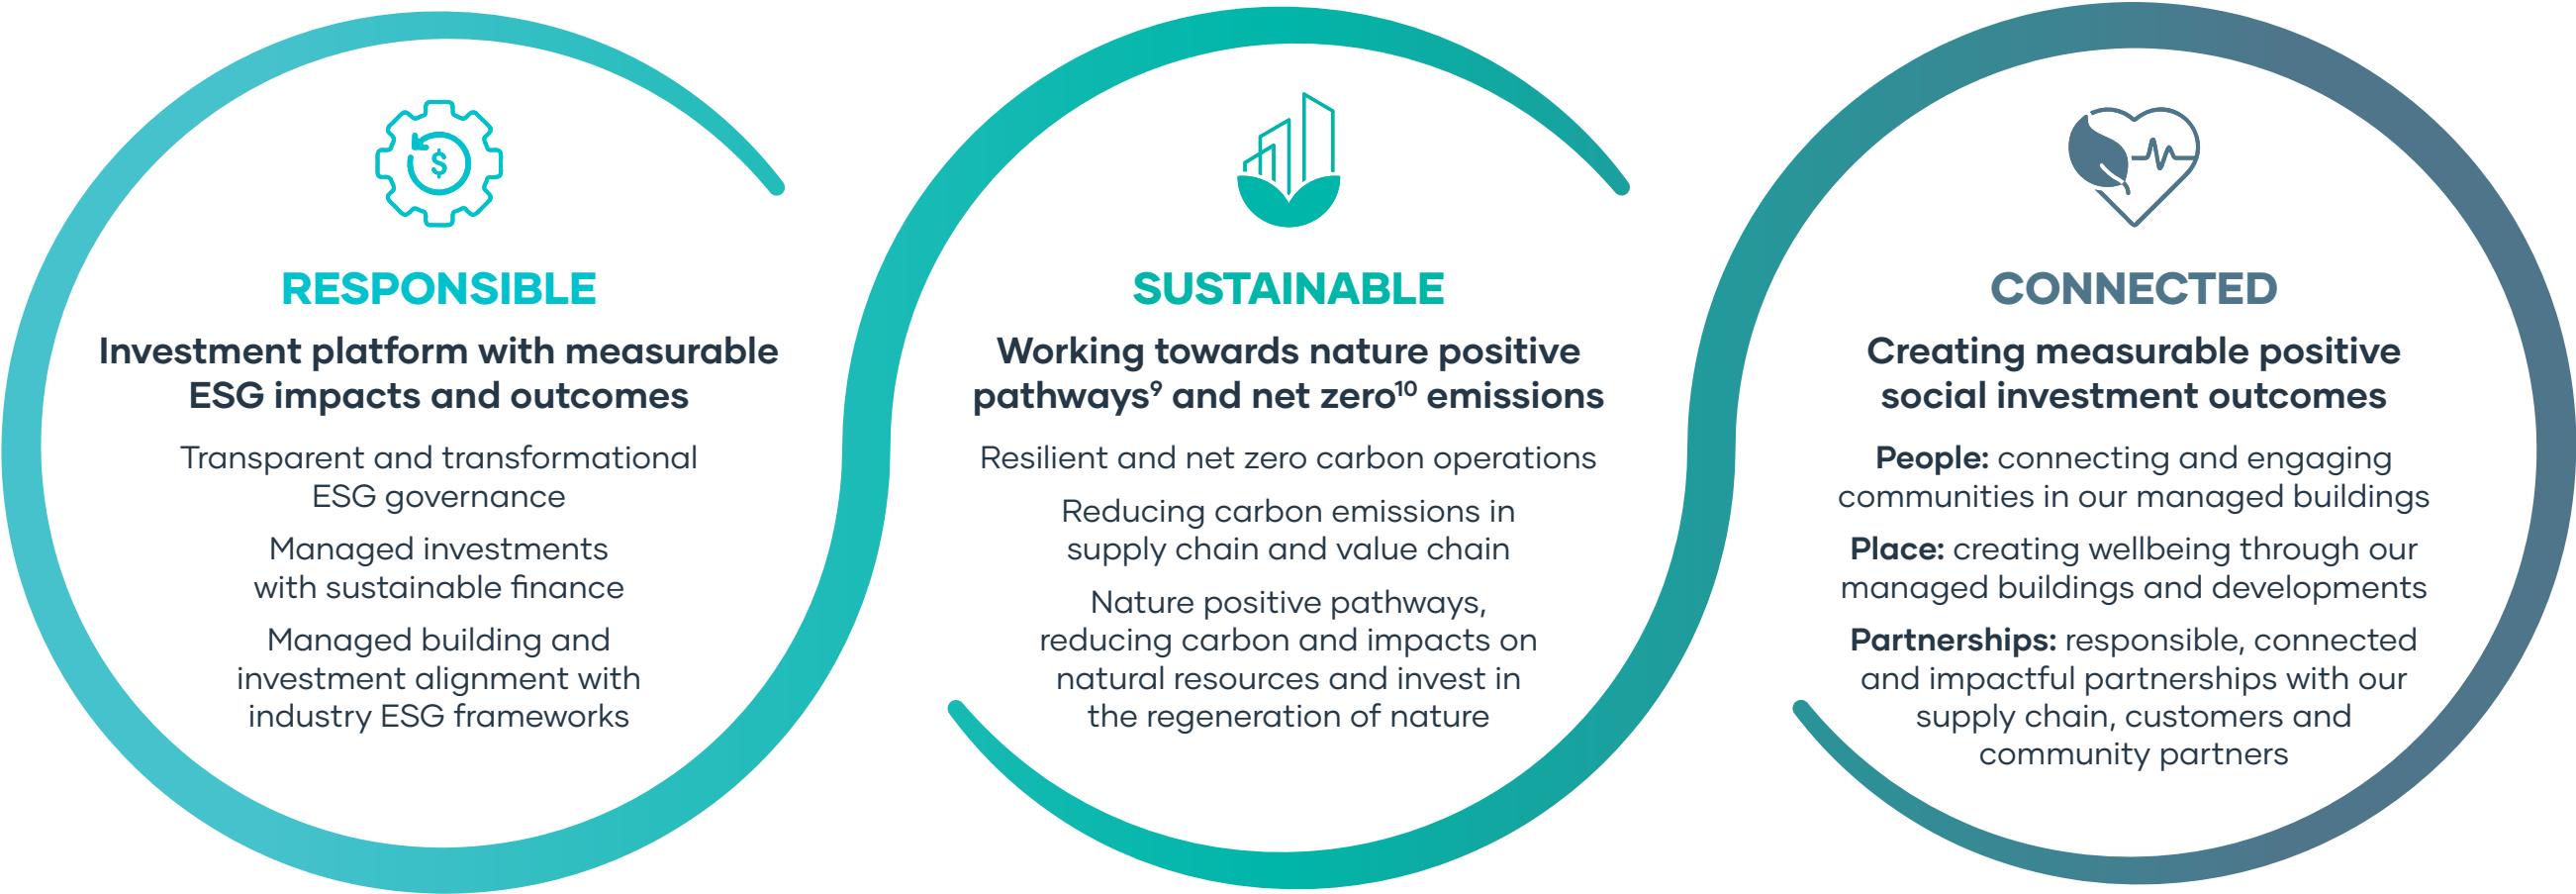 $
RESPONSIBLE
Investment platform with measurable
ESG impacts and outcomes
Transparent and transformational
ESG governance
Managed investments
with sustainable finance
Managed building and
investment alignment with
industry ESG frameworks
SUSTAINABLE
Working towards nature positive
pathways⁹ and net zero¹⁰ emissions
Resilient and net zero carbon operations
Reducing carbon emissions in
supply chain and value chain
Nature positive pathways,
reducing carbon and impacts on
natural resources and invest in
the regeneration of nature
CONNECTED
Creating measurable positive
social investment outcomes
People: connecting and engaging
communities in our managed buildings
Place: creating wellbeing through our
managed buildings and developments
Partnerships: responsible, connected
and impactful partnerships with our
supply chain, customers and
community partners